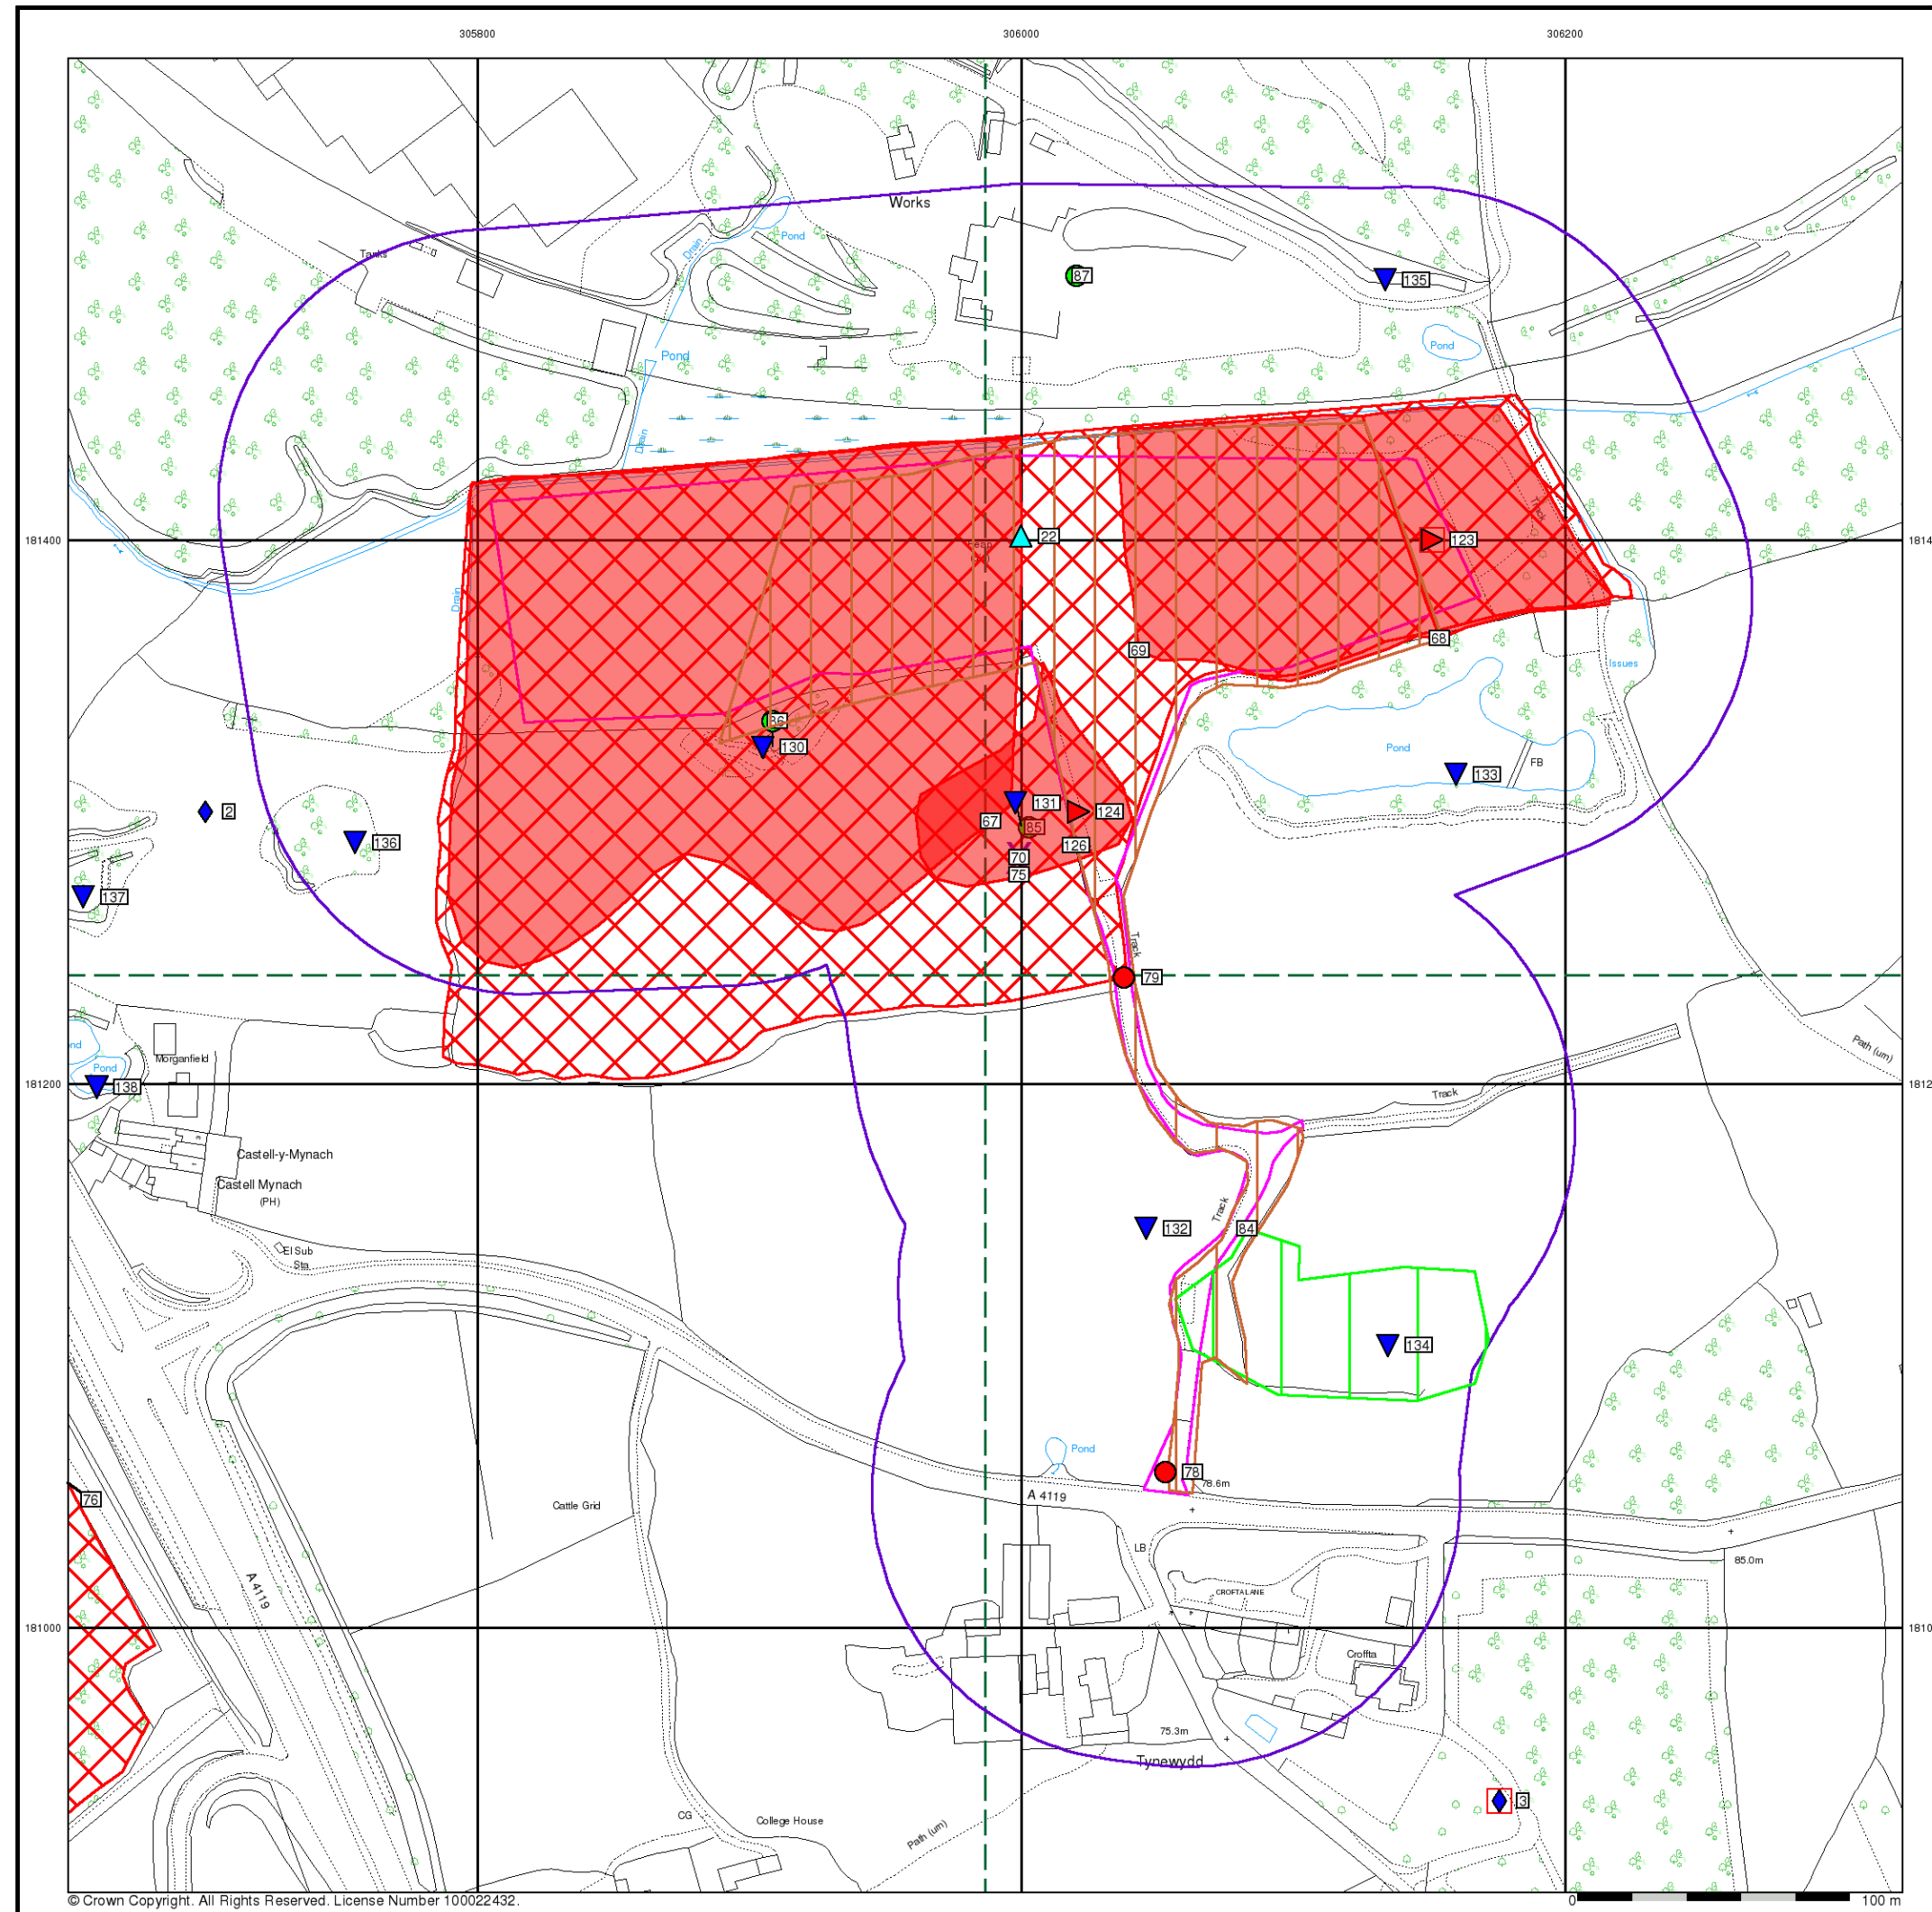 305800
306000
306200
Works
Tanks
Drain
Pond
87
135
Pond
Pond
Drain
181400
22
123
1814
Track
Drain
69
68
Issues
86
130
Pond
FB
133
2
131
124
67
85
136
126
70
75
137
Track
79
Path (um)
Morganfield
Pond
138
181200
Track
1812
Castell-y-Mynach
Castell Mynach
(PH)
Track
132
84
El Sub
Sta
134
Pond
78
78.6m
76
A 4119
Cattle Grid
LB
85.0m
A 4119
CROFTA LANE
181000
1810
Croffta
75.3m
Tynewydd
3
CG
College House
Path (um)
© Crown Copyright. All Rights Reserved. License Number 100022432.
0
100 m